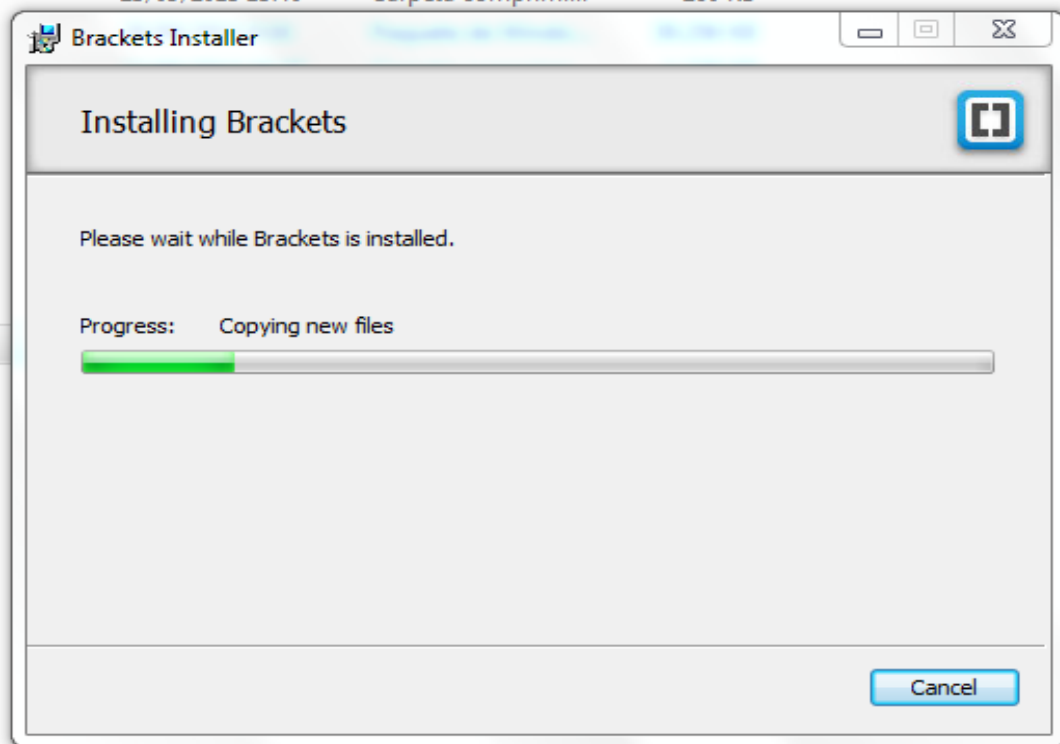 Brackets Installer
Installing Brackets
Please wait while Brackets is installed.
Progress: Copying new files
Cancel